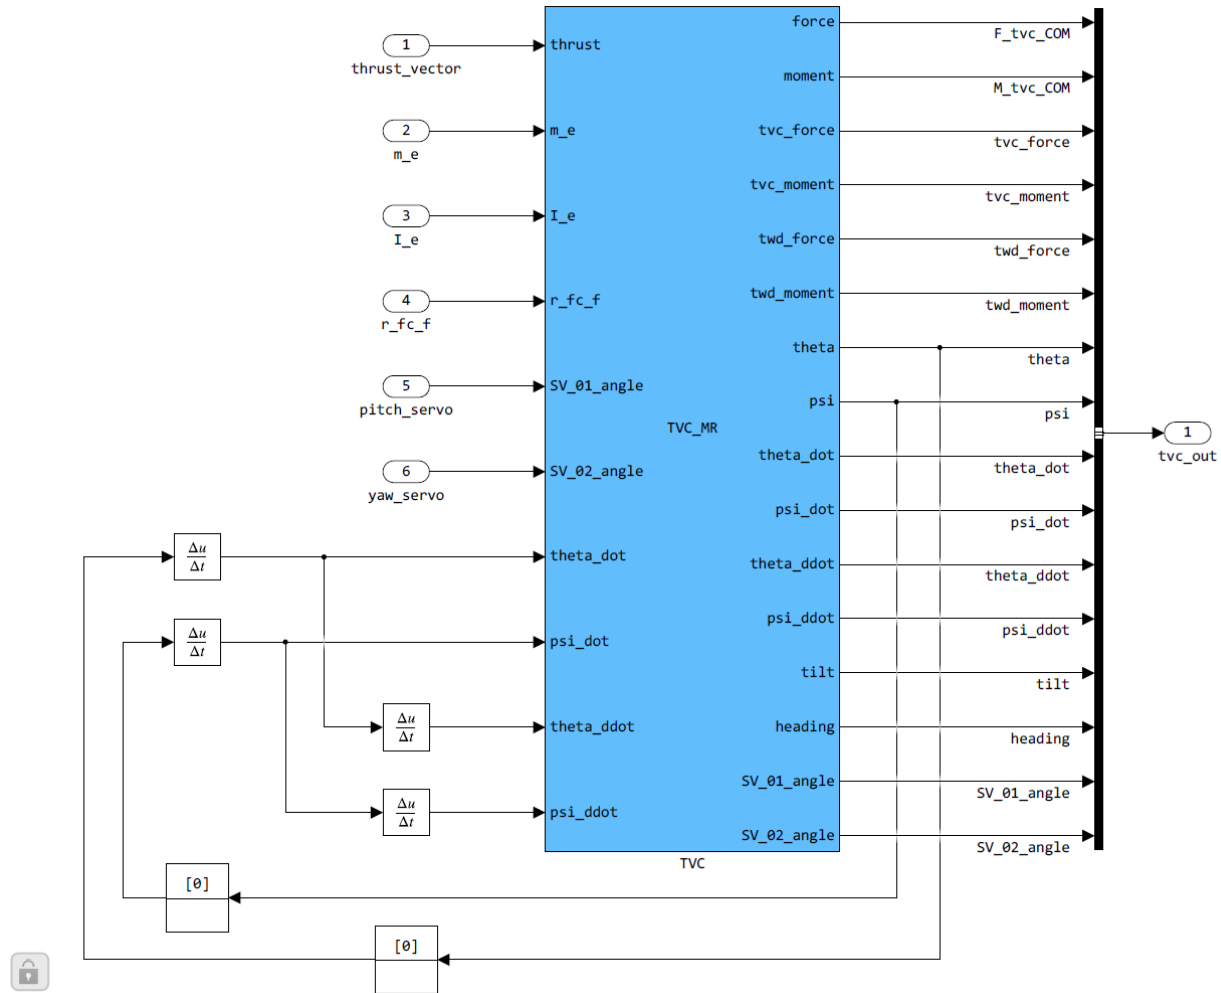 1
thrust_vector
2
m_e
3
I_e
4
r_fc_f
5
pitch_servo
6
yaw_servo
Δu
Δt
Δu
Δt
Δu
Δt
Δu
Δt
[0]
[0]
thrust
m_e
I_e
r_fc_f
SV_01_angle
SV_02_angle
theta_dot
psi_dot
theta_ddot
psi_ddot
TVC_MR
force
moment
tvc_force
tvc_moment
twd_force
twd_moment
theta
psi
theta_dot
psi_dot
theta_ddot
psi_ddot
tilt
heading
SV_01_angle
SV_02_angle
TVC
F_tvc_COM
M_tvc_COM
tvc_force
tvc_moment
twd_force
twd_moment
theta
psi
theta_dot
psi_dot
theta_ddot
psi_ddot
tilt
heading
SV_01_angle
SV_02_angle
1
tvc_out